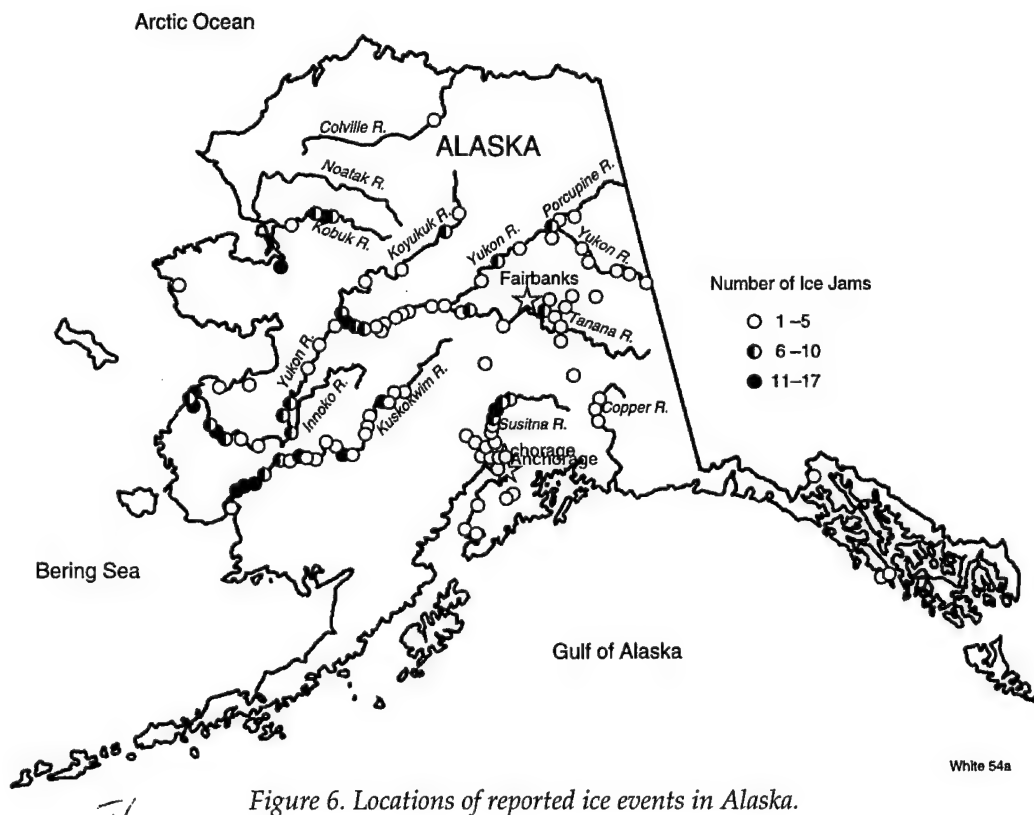 Arctic Ocean
Colville R.
ALASKA
Noatak R.
Kobuk R.
Koyukuk R.
Porcupine R.
Yukon R.
Yukon R.
Fairbanks
Number of Ice Jams
1–5
6–10
11–17
Tanana R.
Yukon R.
Innoko R.
Kuskokwim R.
Susitna R.
Copper R.
chorage
Anchorage
Bering Sea
Gulf of Alaska
White 54a
Figure 6. Locations of reported ice events in Alaska.